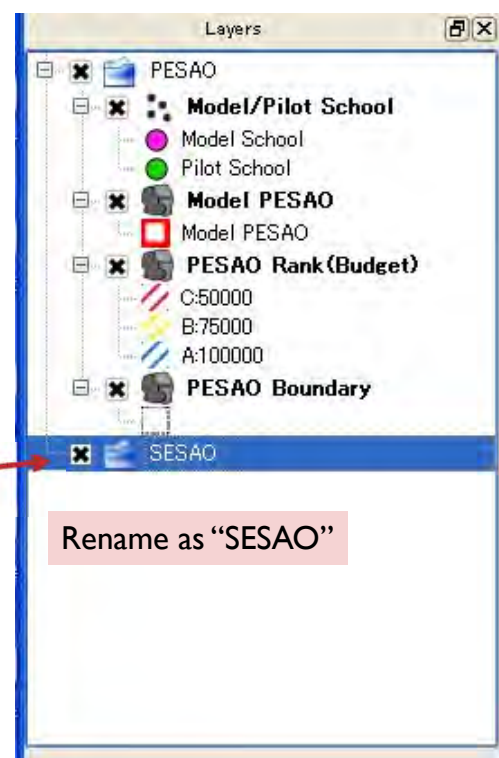 Layers
PESAO
Model/Pilot School
Model School
Pilot School
Model PESAO
Model PESAO
PESAO Rank(Budget)
C:50000
B:75000
A:100000
PESAO Boundary
SESAO
Rename as “SESAO”